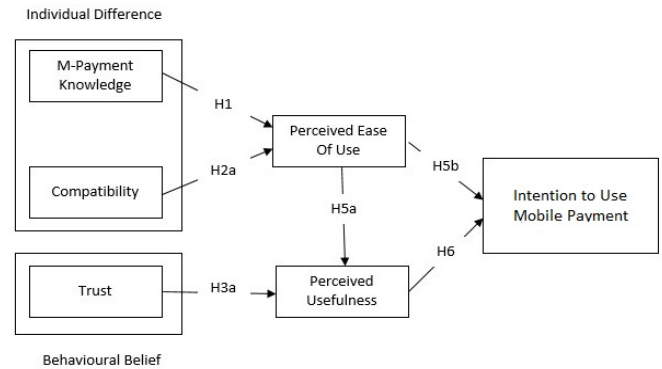 Individual Difference
M-Payment
Knowledge
H1
Perceived Ease
Of Use
H2a
Compatibility
H5b
H5a
Intention to Use
Mobile Payment
H6
Trust
H3a
Perceived
Usefulness
Behavioural Belief